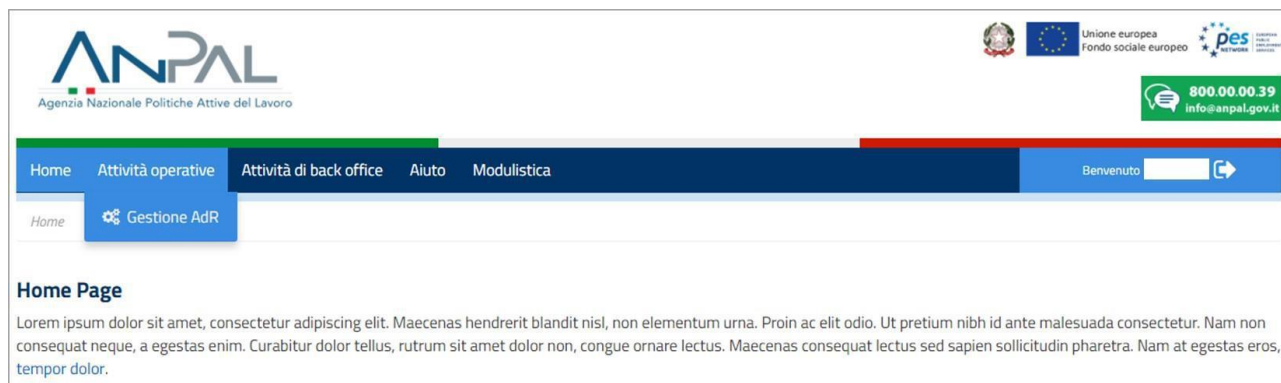 ANPAL
Agenzia Nazionale Politiche Attive del Lavoro
Unione europea
Fondo sociale europeo
pes
NETWORK
800.00.00.39
info@anpal.gov.it
Home Attività operative Attività di back office Aiuto Modulistica Benvenuto
Home Gestione AdR
Home Page
Lorem ipsum dolor sit amet, consectetur adipiscing elit. Maecenas hendrerit blandit nisl, non elementum urna. Proin ac elit odio. Ut pretium nibh id ante malesuada consectetur. Nam non
consequat neque, a egestas enim. Curabitur dolor tellus, rutrum sit amet dolor non, congue ornare lectus. Maecenas consequat lectus sed sapien sollicitudin pharetra. Nam at egestas eros,
tempor dolor.